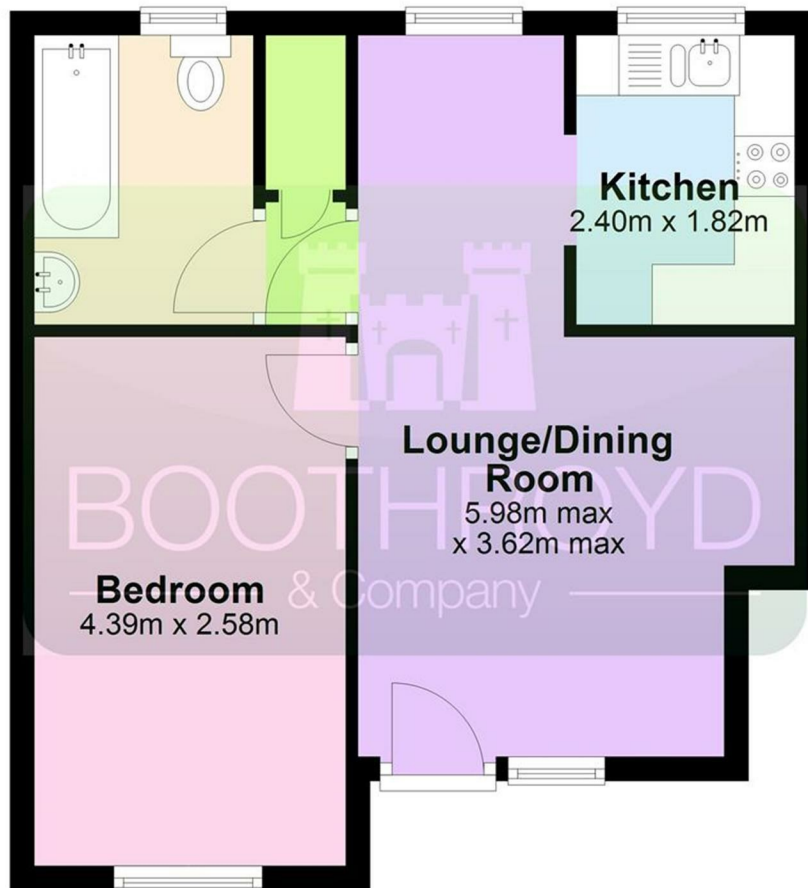 Kitchen
2.40m x 1.82m
Lounge/Dining
Room
5.98m max
x 3.62m max
BOOTHROYD
& Company
Bedroom
4.39m x 2.58m